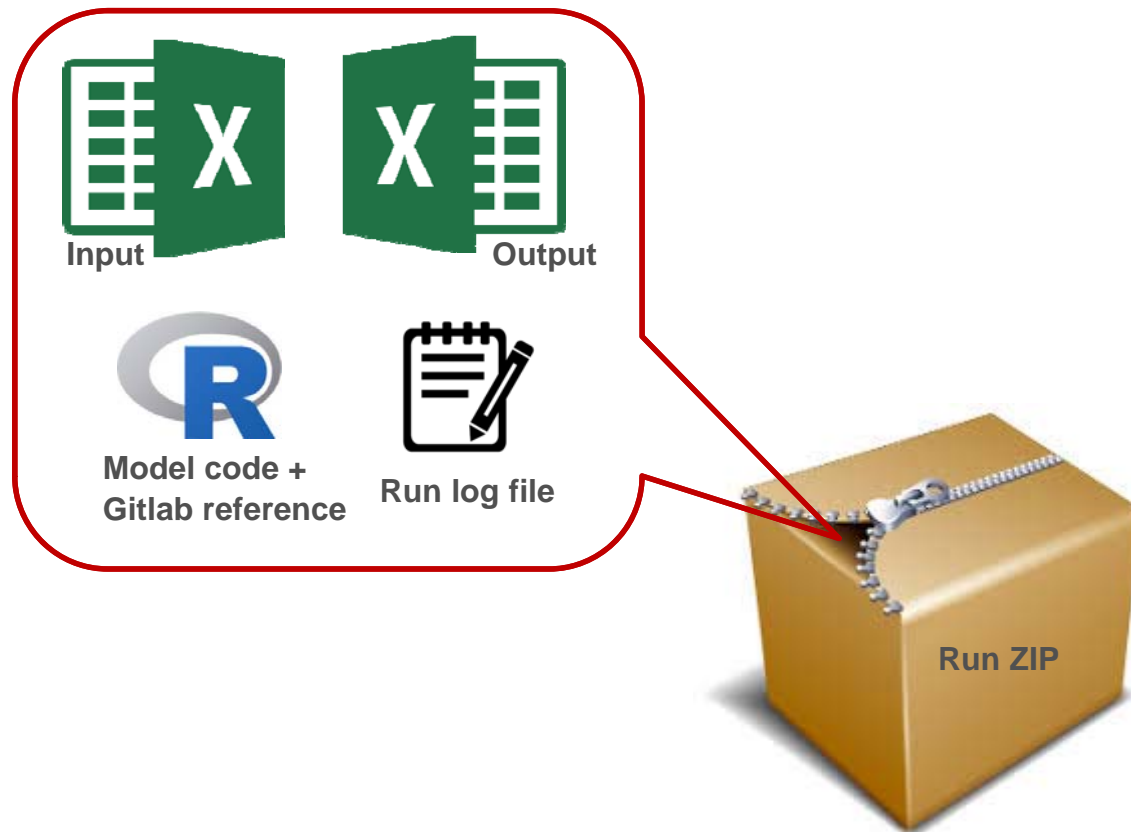 X
X
Input
Output
R
Model code +
Gitlab reference
Run log file
Run ZIP